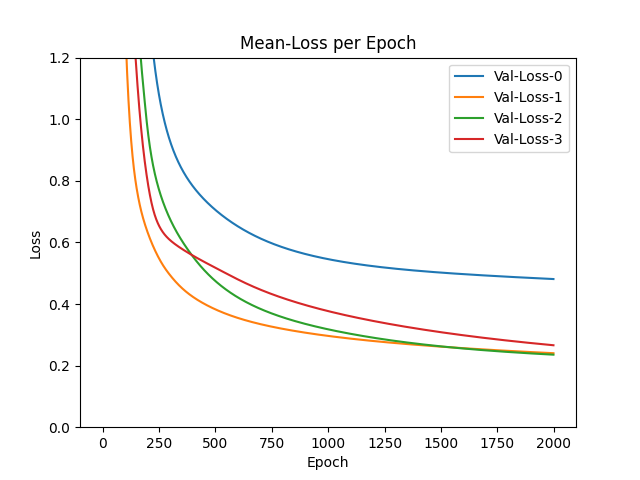 Mean-Loss per Epoch
Val-Loss-0
Val-Loss-1
Val-Loss-2
Val-Loss-3
Loss
1.2
1.0
0.8
0.6
0.4
0.2
0.0
0 250 500 750 1000 1250 1500 1750 2000
Epoch